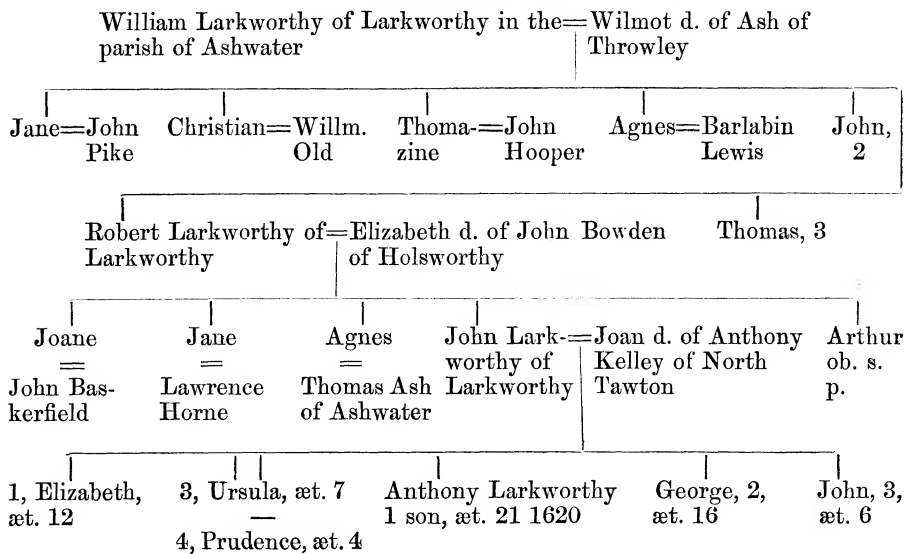 William Larkworthy of Larkworthy in the=Wilmot d. of Ash of
parish of Ashwater Throwley
Jane=John Pike
Christian=Willm. Old
Thoma-=John
zine Hooper
Agnes=Barlabin
Lewis
John,
2
Robert Larkworthy of=Elizabeth d. of John Bowden
Larkworthy of Holsworthy
Thomas, 3
Joane
=
John Bas-
kerfield
Jane
=
Lawrence
Horne
Agnes
=
Thomas Ash
of Ashwater
John Lark-=Joan d. of Anthony
worthy of Kelley of North
Larkworthy Tawton
Arthur
ob. s.
p.
1, Elizabeth,
æt. 12
3, Ursula, æt. 7
—
4, Prudence, æt. 4
Anthony Larkworthy
1 son, æt. 21 1620
George, 2,
æt. 16
John, 3,
æt. 6